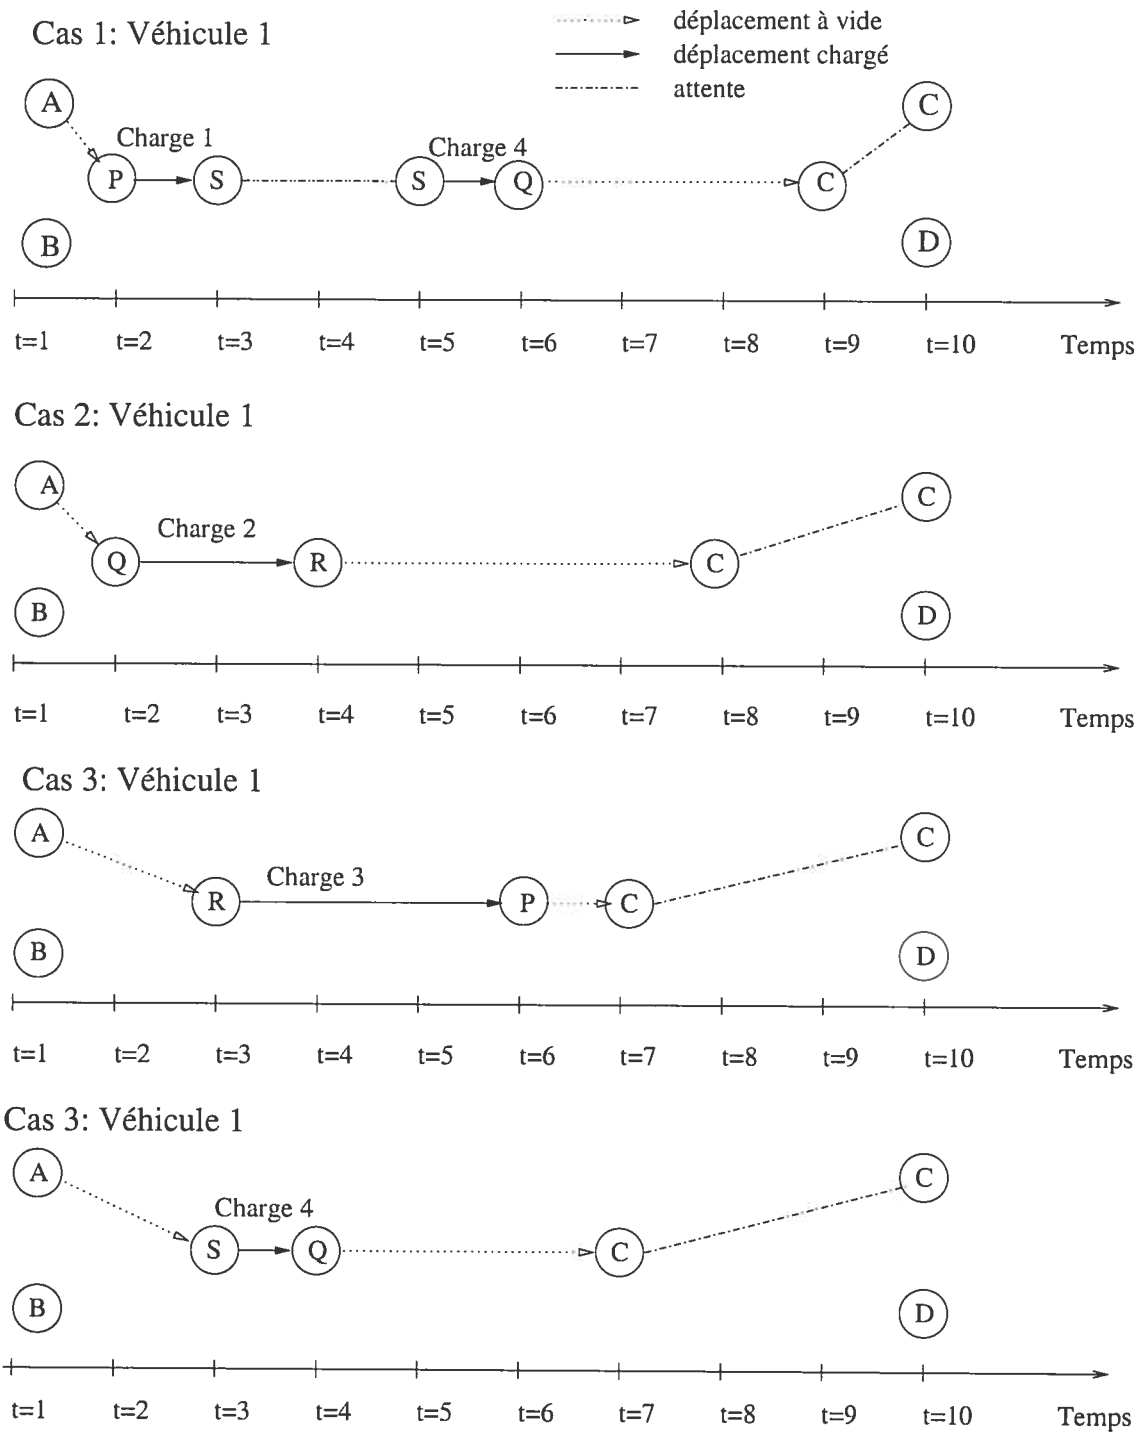 Cas 1: Véhicule 1
déplacement à vide
déplacement chargé
attente
A
C
Charge 1
Charge 4
P
S
S
Q
C
B
D
t=1 t=2 t=3 t=4 t=5 t=6 t=7 t=8 t=9 t=10 Temps
Cas 2: Véhicule 1
A
C
Charge 2
Q
R
C
B
D
t=1 t=2 t=3 t=4 t=5 t=6 t=7 t=8 t=9 t=10 Temps
Cas 3: Véhicule 1
A
C
Charge 3
R
P
C
B
D
t=1 t=2 t=3 t=4 t=5 t=6 t=7 t=8 t=9 t=10 Temps
Cas 3: Véhicule 1
A
C
Charge 4
S
Q
C
B
D
t=1 t=2 t=3 t=4 t=5 t=6 t=7 t=8 t=9 t=10 Temps